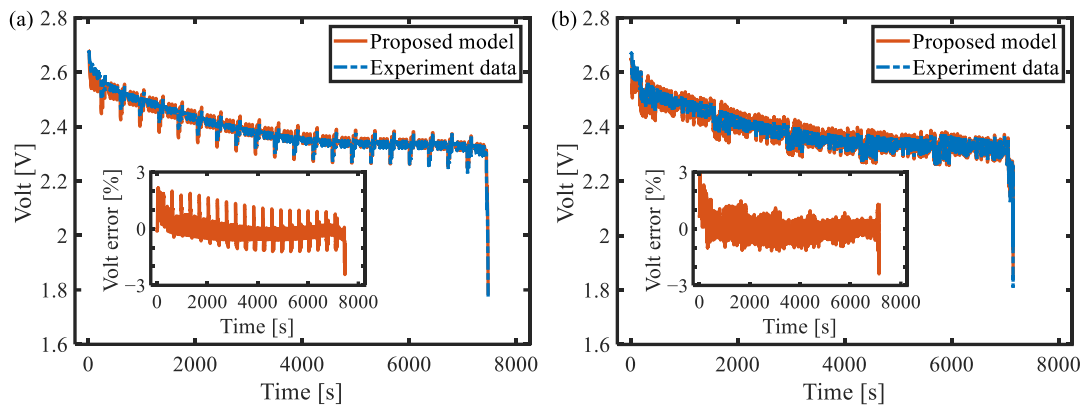 (a)
2.8
2.6
2.4
2.2
2
1.8
1.6
Volt [V]
0
2000
4000
6000
8000
Time [s]
Proposed model
Experiment data
3
0
−3
Volt error [%]
0
2000
4000
6000
8000
Time [s]
(b)
2.8
2.6
2.4
2.2
2
1.8
1.6
Volt [V]
0
2000
4000
6000
8000
Time [s]
Proposed model
Experiment data
3
0
−3
Volt error [%]
0
2000
4000
6000
8000
Time [s]